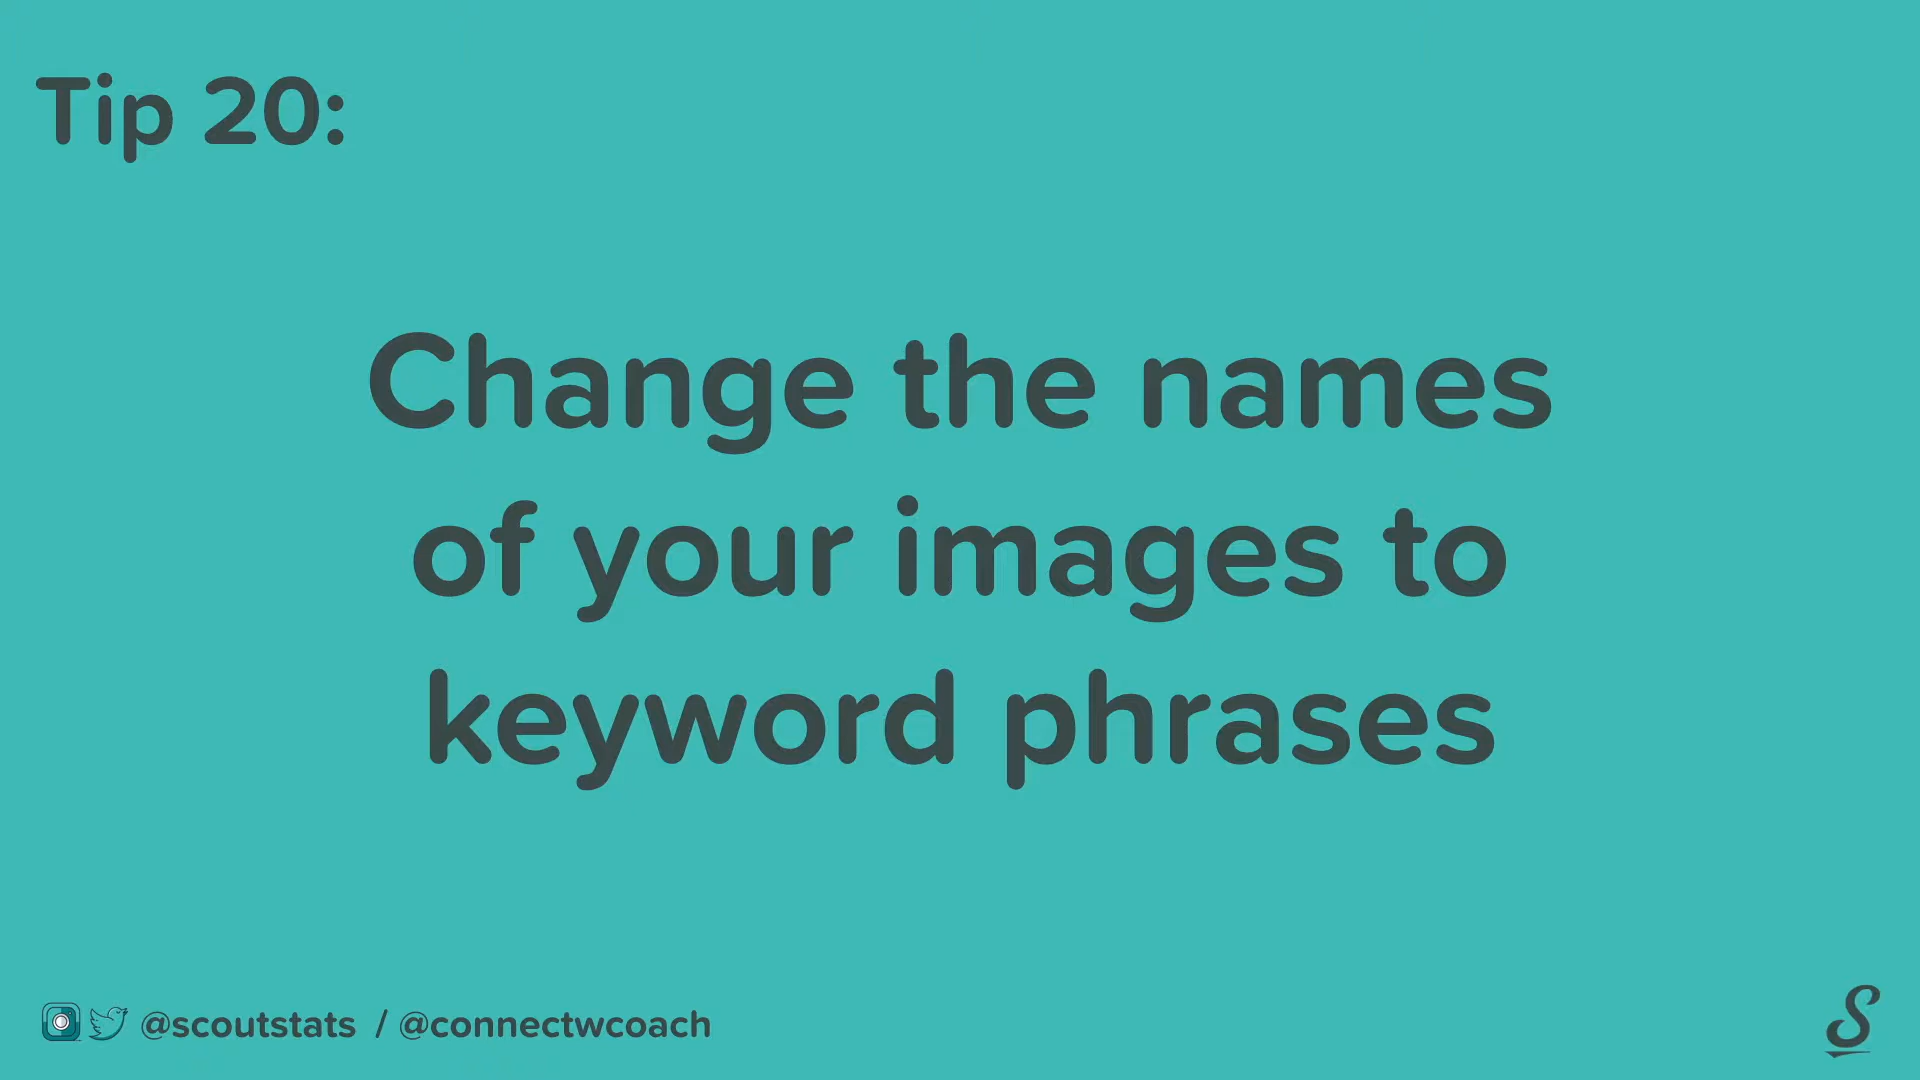 Tip 20:
Change the names
of your images to
keyword phrases
@scoutstats / @connectwcoach
S